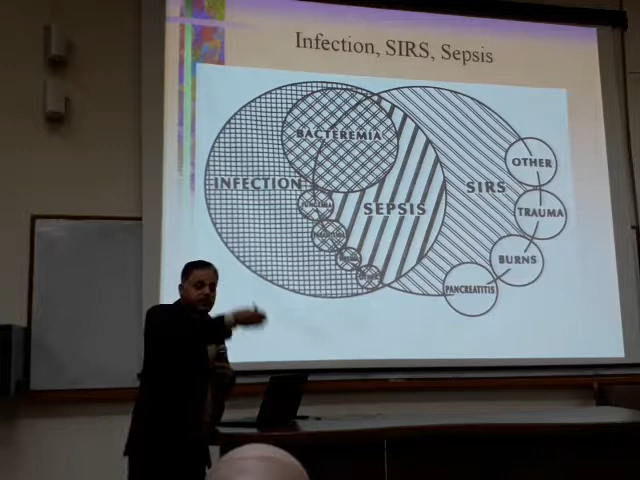 Infection, SIRS, Sepsis
BACTEREMIA
OTHER
INFECTION
SIRS
SEPSIS
TRAUMA
BURNS
PANCREATITIS